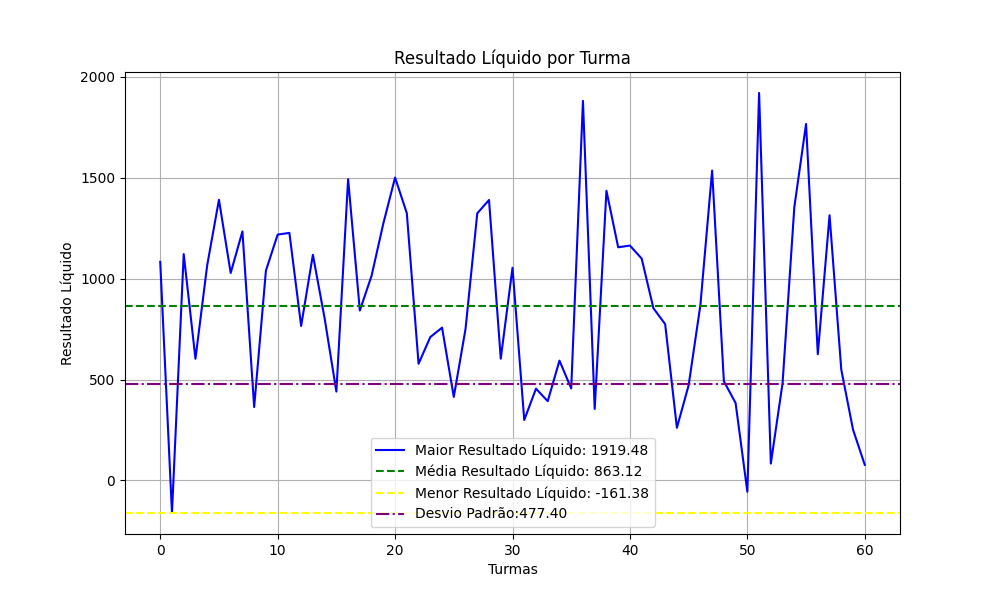 Resultado Líquido por Turma
2000
1500
1000
500
0
Resultado Líquido
Maior Resultado Líquido: 1919.48
Média Resultado Líquido: 863.12
Menor Resultado Líquido: -161.38
Desvio Padrão:477.40
0 10 20 30 40 50 60
Turmas